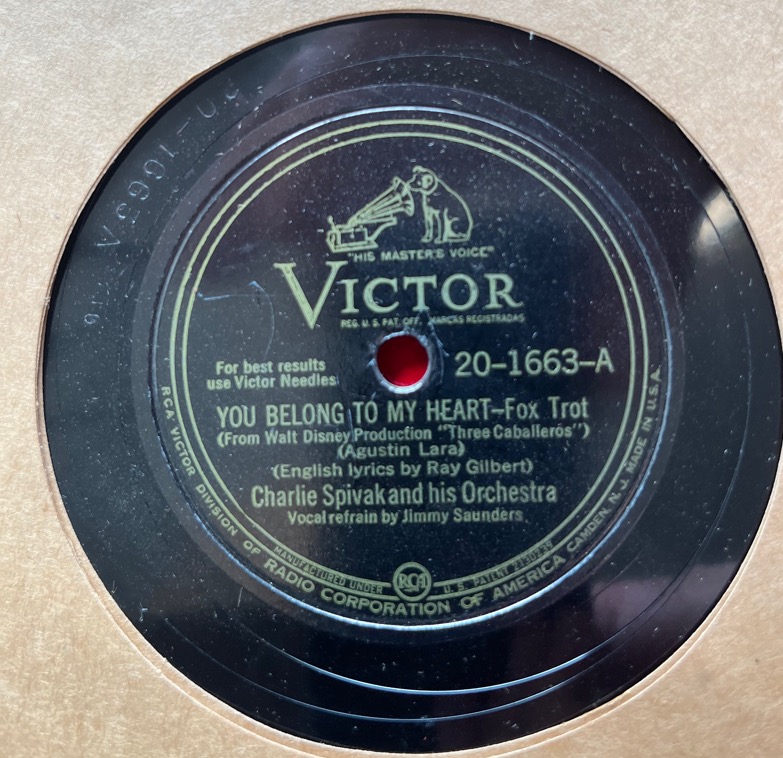 20-1663A
"HIS MASTER'S VOICE"
VICTOR
REG. U. S. PAT. OFF. MARCAS REGISTRADAS
For best results
use Victor Needles
20-1663-A
YOU BELONG TO MY HEART-Fox Trot
(From Walt Disney Production "Three Caballeros")
(Agustin Lara)
(English lyrics by Ray Gilbert)
Charlie Spivak and his Orchestra
Vocal refrain by Jimmy Saunders
MANUFACTURED UNDER RCA U. S. PATENT 2130239
RCA VICTOR DIVISION OF RADIO CORPORATION OF AMERICA CAMDEN, N. J. MADE IN U.S.A.